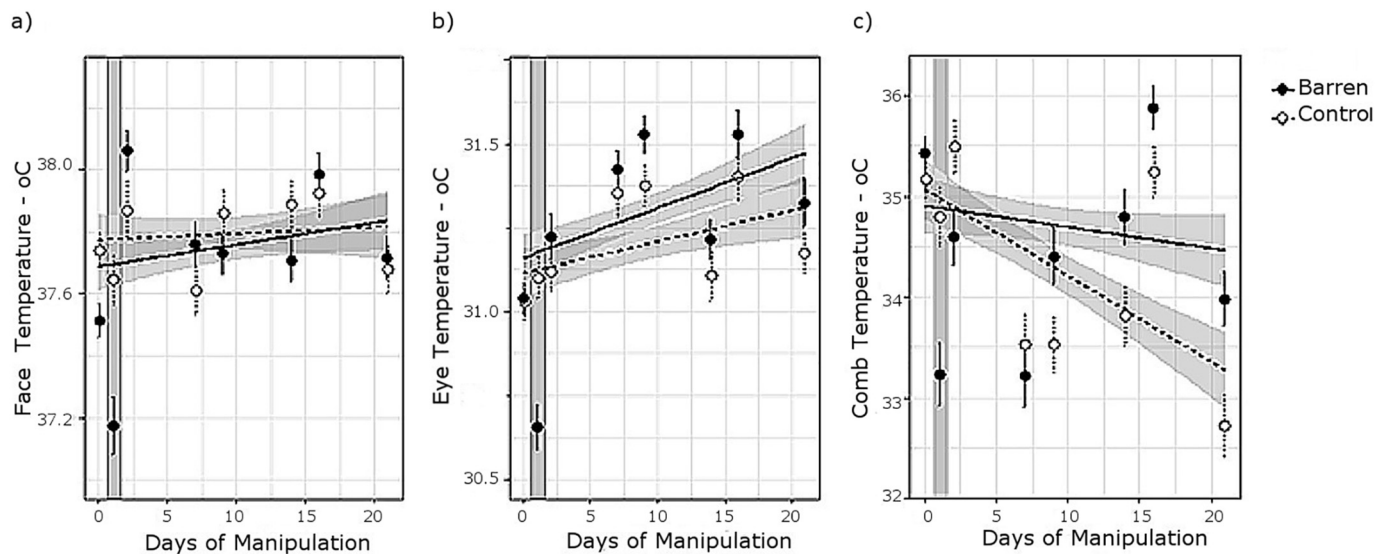 a)
Face Temperature - oC
38.0
37.6
37.2
0 5 10 15 20
Days of Manipulation
b)
Eye Temperature - oC
31.5
31.0
30.5
0 5 10 15 20
Days of Manipulation
c)
Comb Temperature - oC
36
35
34
33
32
0 5 10 15 20
Days of Manipulation
Barren
Control